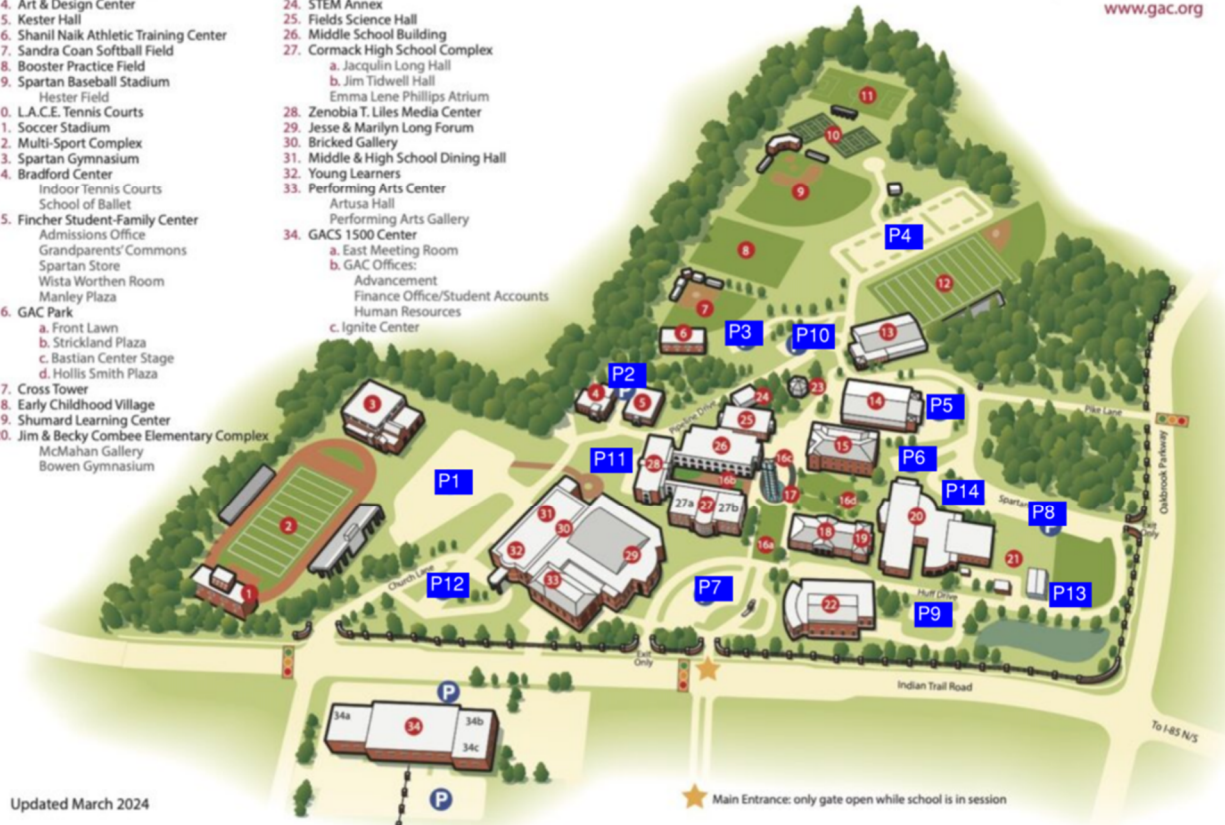 4. Art & Design Center
5. Kester Hall
6. Shanil Naik Athletic Training Center
7. Sandra Coan Softball Field
8. Booster Practice Field
9. Spartan Baseball Stadium
Hester Field
0. L.A.C.E. Tennis Courts
1. Soccer Stadium
2. Multi-Sport Complex
3. Spartan Gymnasium
4. Bradford Center
Indoor Tennis Courts
School of Ballet
5. Fincher Student-Family Center
Admissions Office
Grandparents' Commons
Spartan Store
Wista Worthen Room
Manley Plaza
6. GAC Park
a. Front Lawn
b. Strickland Plaza
c. Bastian Center Stage
d. Hollis Smith Plaza
7. Cross Tower
8. Early Childhood Village
9. Shumard Learning Center
0. Jim & Becky Combee Elementary Complex
McMahan Gallery
Bowen Gymnasium
24. STEM Annex
25. Fields Science Hall
26. Middle School Building
27. Cormack High School Complex
a. Jacqulin Long Hall
b. Jim Tidwell Hall
Emma Lene Phillips Atrium
28. Zenobia T. Liles Media Center
29. Jesse & Marilyn Long Forum
30. Bricked Gallery
31. Middle & High School Dining Hall
32. Young Learners
33. Performing Arts Center
Artusa Hall
Performing Arts Gallery
34. GACS 1500 Center
a. East Meeting Room
b. GAC Offices:
Advancement
Finance Office/Student Accounts
Human Resources
c. Ignite Center
www.gac.org
11
10
9
P4
8
12
7
6
P3
P10
13
P2
4
5
24
23
14
P5
Pike Lane
3
Pipeline Drive
25
15
P6
Oakbrook Parkway
P1
P11
28
26
16c
16b
17
16d
P14
Spartan
P8
27a
27
27b
20
31
30
2
18
19
16a
21
32
29
33
Exit
Only
1
Church Lane
P12
P7
22
Huff Drive
P9
P13
Exit
Only
Indian Trail Road
To I-85 N/S
P
34a
34
34b
34c
P
Main Entrance: only gate open while school is in session
Updated March 2024